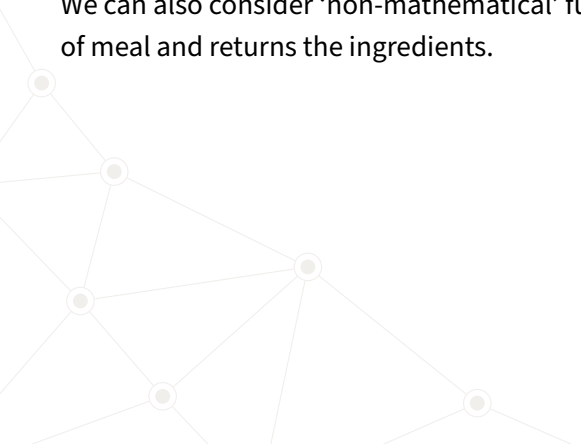 We can also consider ‘non-mathematical’
of meal and returns the ingredients.